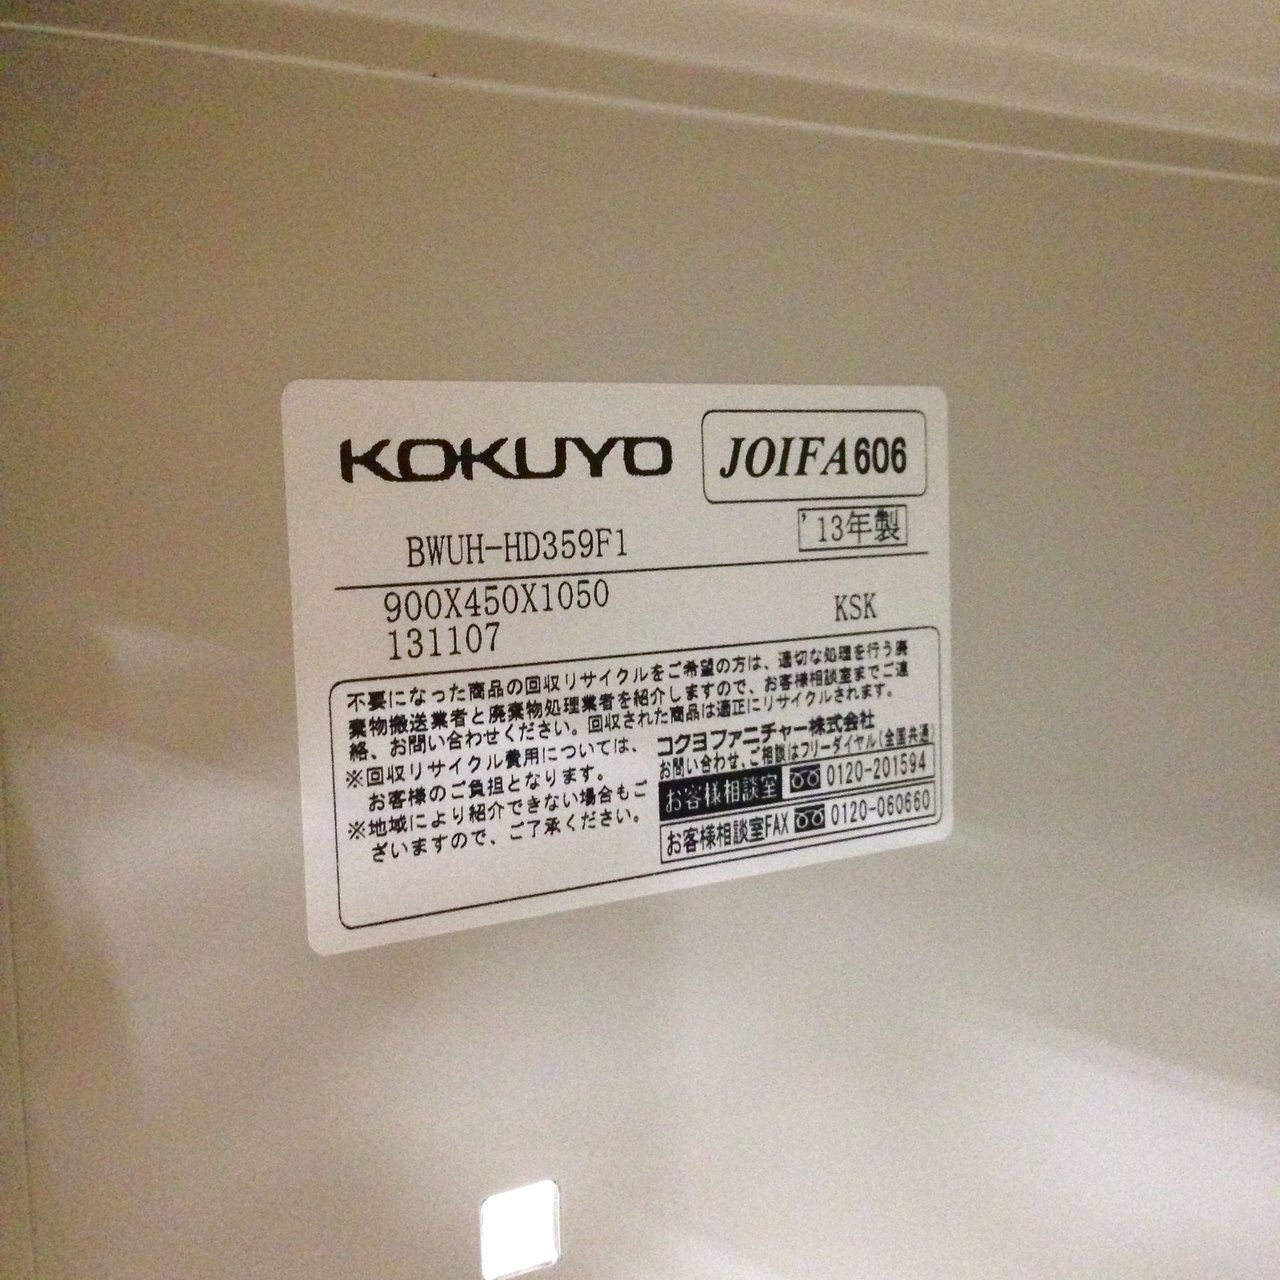 KOKUYO
JOIFA606
'13年製
BWUH-HD359F1
900X450X1050
131107
KSK
不要になった商品の回収リサイクルをご希望の方は、適切な処理を行う廃
棄物搬送業者と廃棄物処理業者を紹介しますので、お客様相談室までご連
絡、お問い合わせください。回収された商品は適正にリサイクルされます。
※回収リサイクル費用については、
お客様のご負担となります。
※地域により紹介できない場合もご
ざいますので、ご了承ください。
コクヨファニチャー株式会社
お問い合わせ、ご相談はフリーダイヤル(全国共通)
お客様相談室 0120-201594
お客様相談室FAX 0120-060660